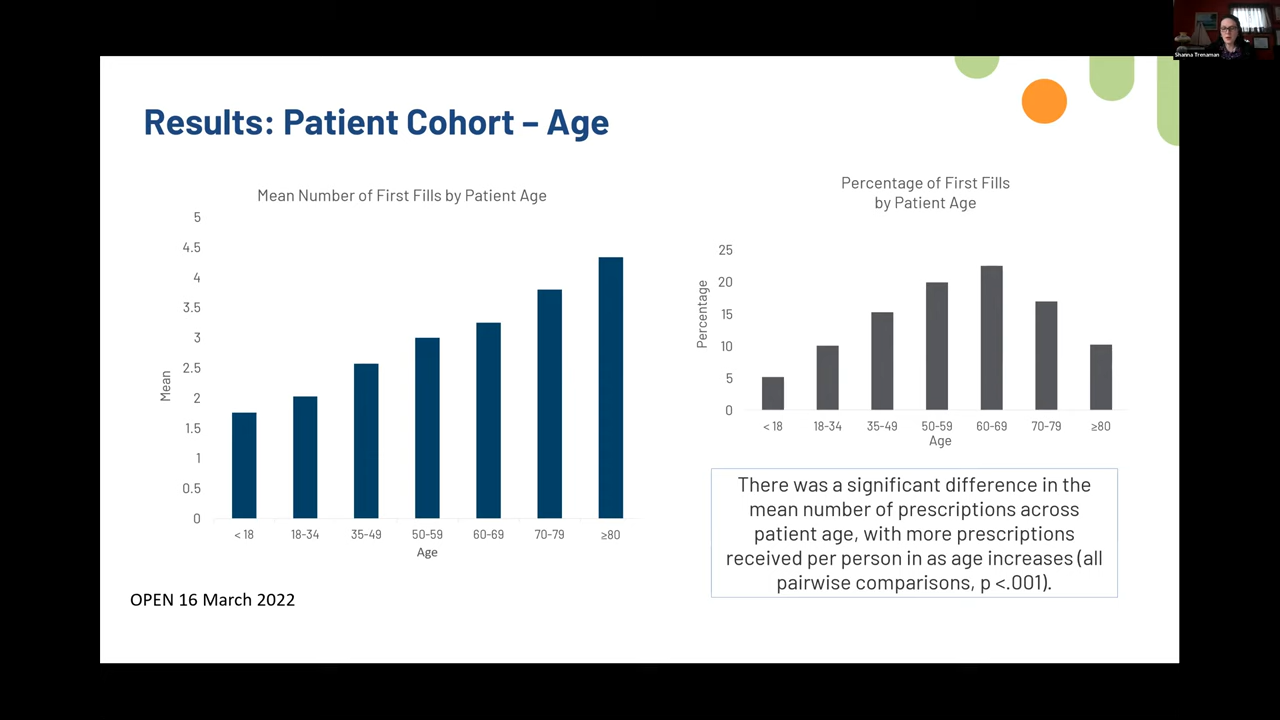 Shanna Trenaman
Results: Patient Cohort – Age
Mean Number of First Fills by Patient Age
5
4.5
4
3.5
3
2.5
2
1.5
1
0.5
0
Mean
< 18
18-34
35-49
50-59
60-69
70-79
≥80
Age
Percentage of First Fills
by Patient Age
25
20
15
10
5
0
Percentage
< 18
18-34
35-49
50-59
60-69
70-79
≥80
Age
There was a significant difference in the
mean number of prescriptions across
patient age, with more prescriptions
received per person in as age increases (all
pairwise comparisons, p <.001).
OPEN 16 March 2022